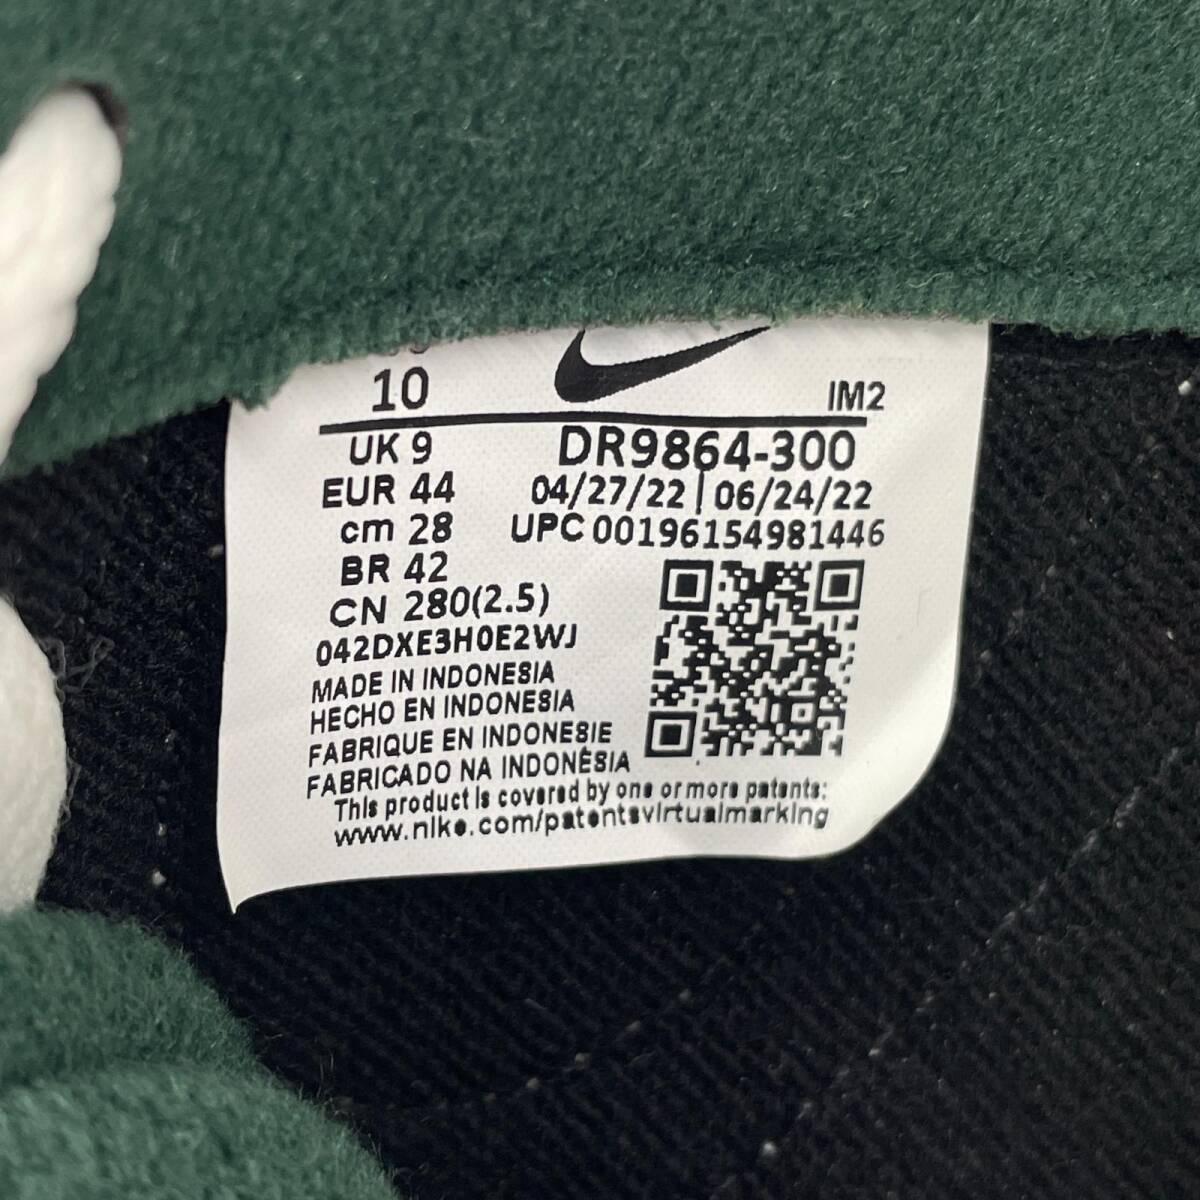 10
IM2
UK 9
DR9864-300
EUR 44
04/27/22 | 06/24/22
cm 28
UPC 00196154981446
BR 42
CN 280(2.5)
042DXE3H0E2WJ
MADE IN INDONESIA
HECHO EN INDONESIA
FABRIQUE EN INDONESIE
FABRICADO NA INDONÉSIA
This product is covered by one or more patents:
www.nike.com/patentsvirtualmarking